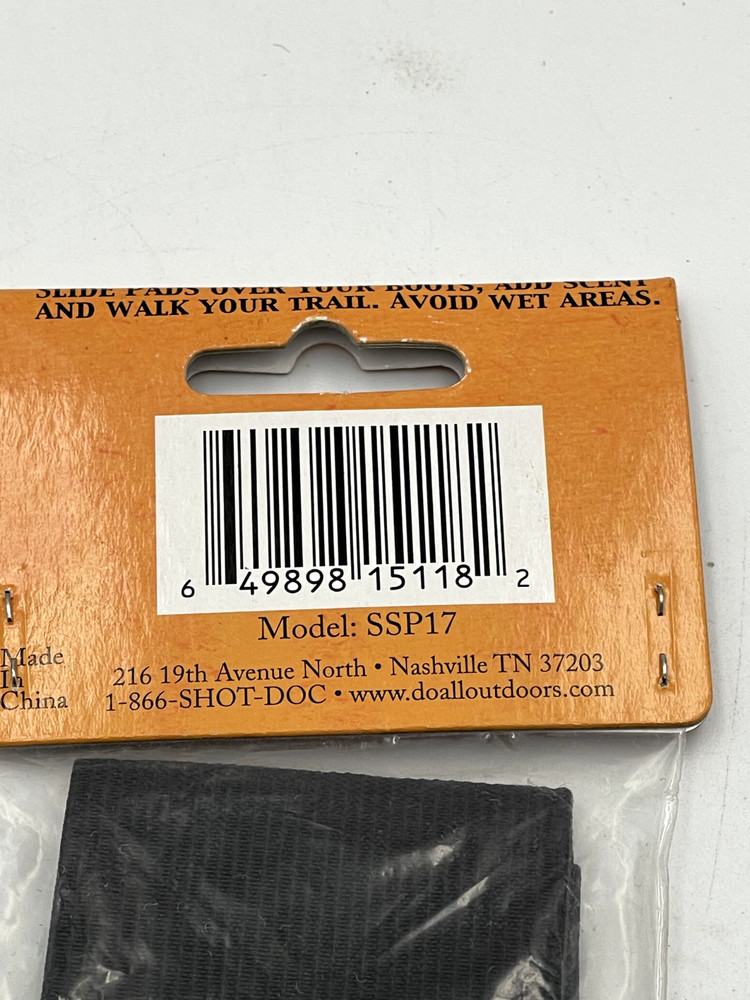 SLIDE PADS OVER YOUR BOOTS, ADD SCENT
AND WALK YOUR TRAIL. AVOID WET AREAS.
6 49898 15118 2
Model: SSP17
Made
In
China
216 19th Avenue North • Nashville TN 37203
1-866-SHOT-DOC • www.doalloutdoors.com